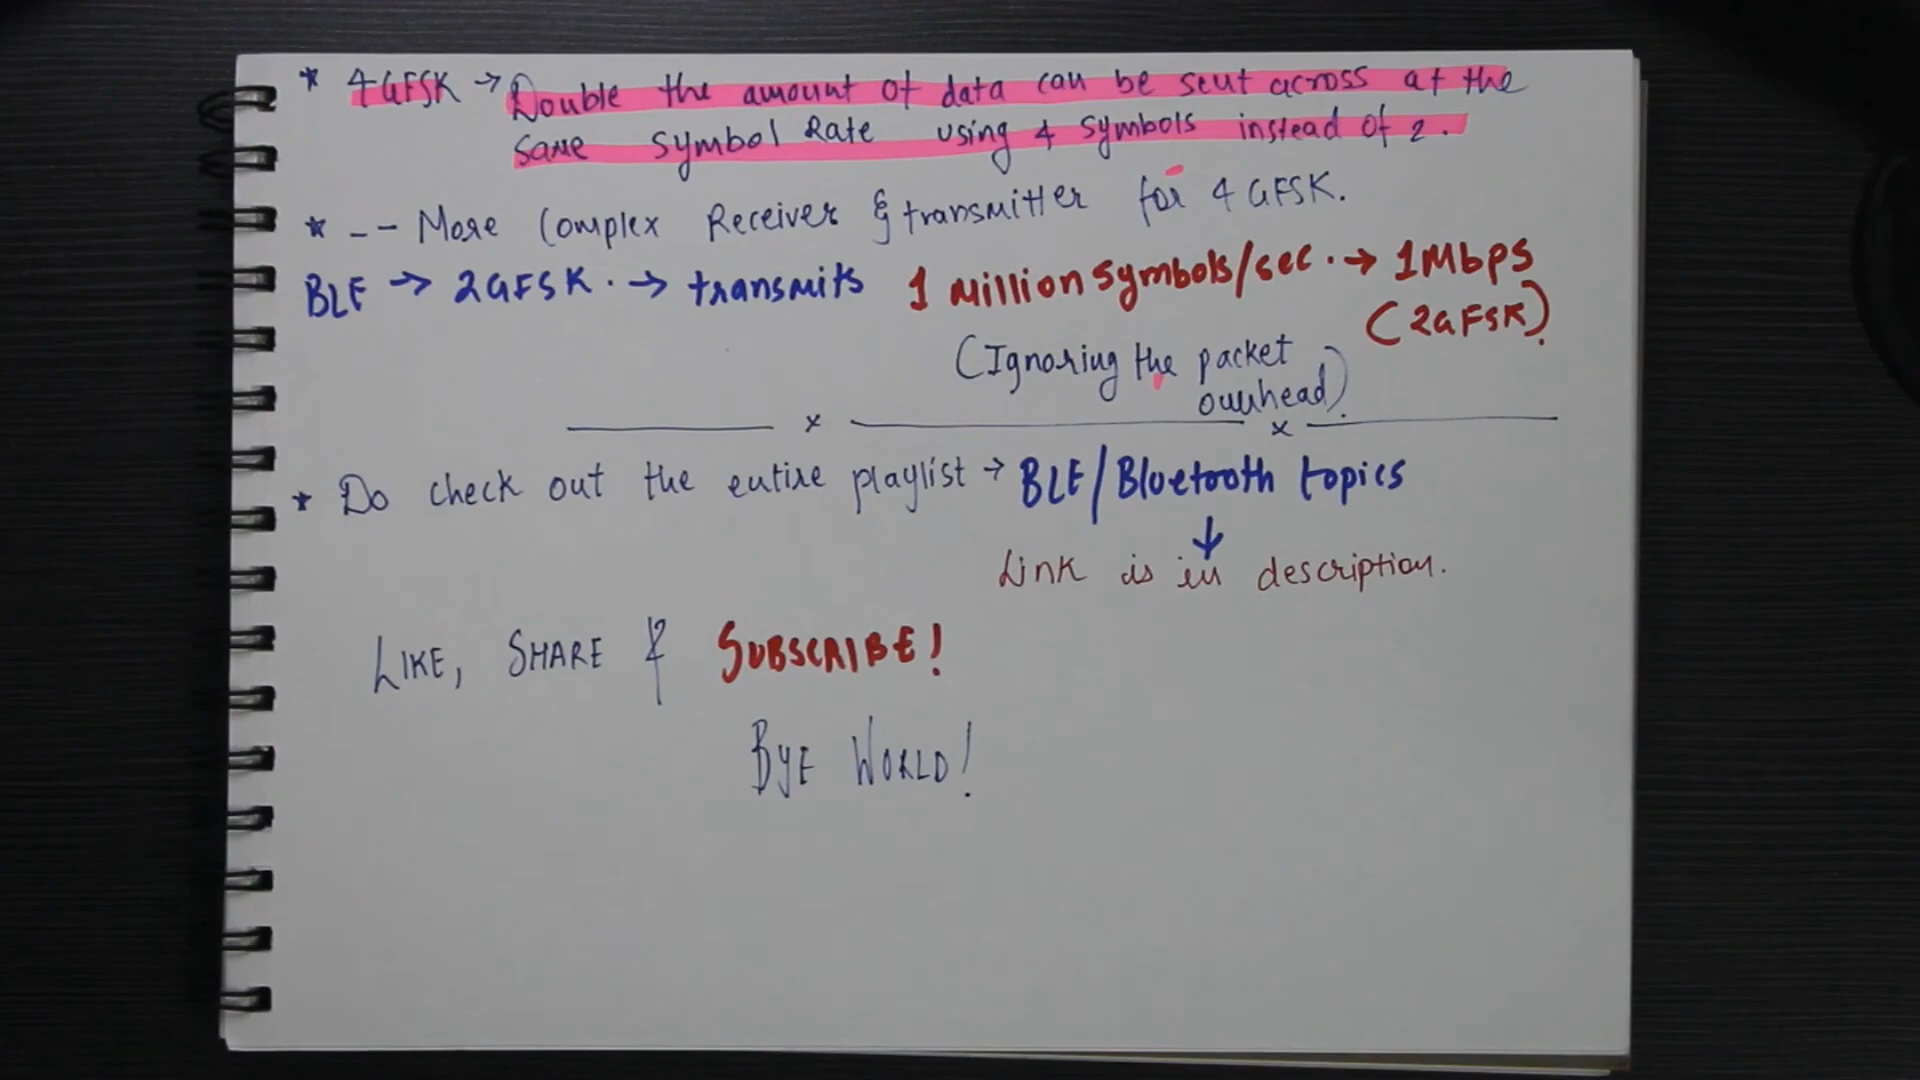 * 4GFSK → Double the amount of data can be sent across at the
same symbol Rate using 4 symbols instead of 2.
* -- More Complex Receiver & transmitter for 4GFSK.
BLE → 2GFSK. → transmits 1 Million symbols/sec. → 1Mbps
(2GFSK).
(Ignoring the packet
overhead).
x x
* Do check out the entire playlist → BLE/Bluetooth topics
↓
Link is in description.
LIKE, SHARE & SUBSCRIBE!
BYE WORLD!